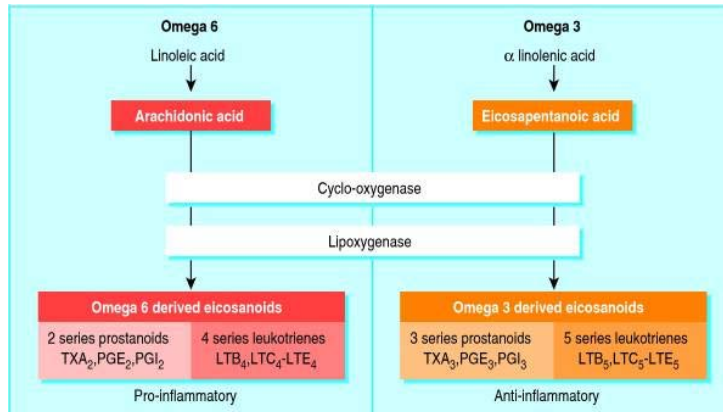 Omega 6
Linoleic acid
Arachidonic acid
Omega 3
α linolenic acid
Eicosapentanoic acid
Cyclo-oxygenase
Lipoxygenase
Omega 6 derived eicosanoids
2 series prostanoids
TXA₂,PGE₂,PGI₂
4 series leukotrienes
LTB₄,LTC₄-LTE₄
Pro-inflammatory
Omega 3 derived eicosanoids
3 series prostanoids
TXA₃,PGE₃,PGI₃
5 series leukotrienes
LTB₅,LTC₅-LTE₅
Anti-inflammatory